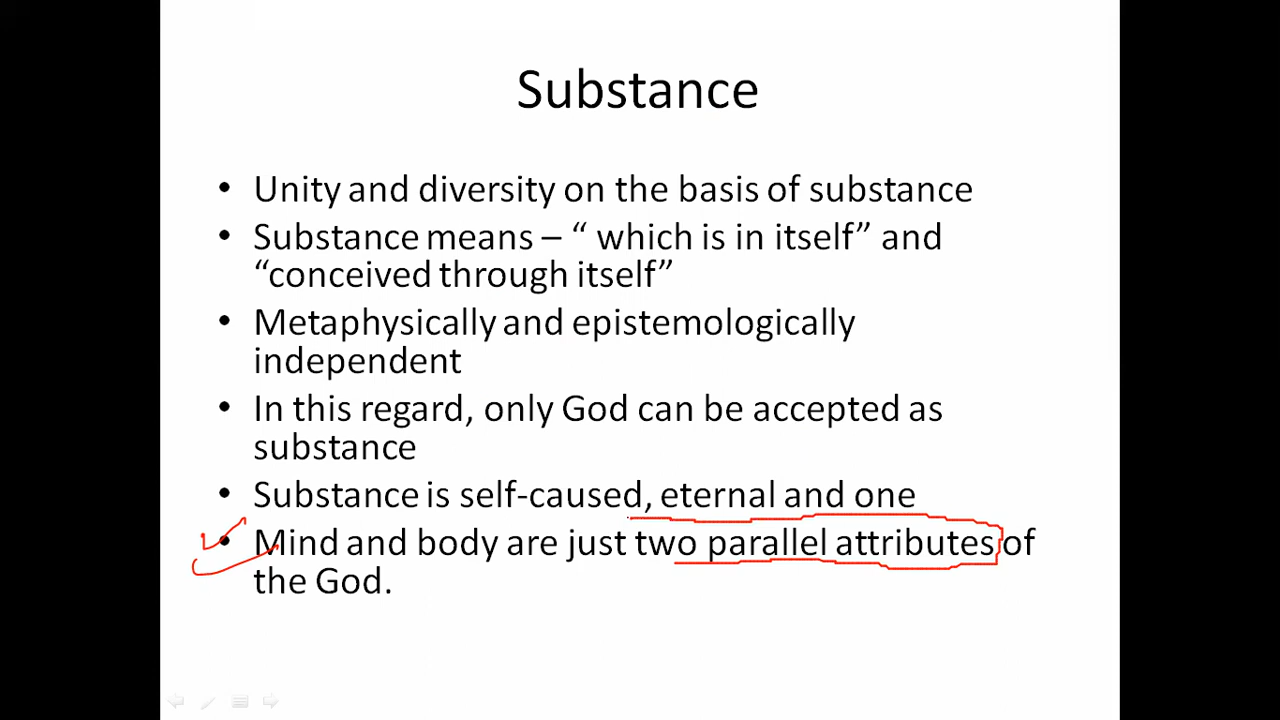 Substance
• Unity and diversity on the basis of substance
• Substance means – “ which is in itself” and
“conceived through itself”
• Metaphysically and epistemologically
independent
• In this regard, only God can be accepted as
substance
• Substance is self-caused, eternal and one
• Mind and body are just two parallel attributes of
the God.